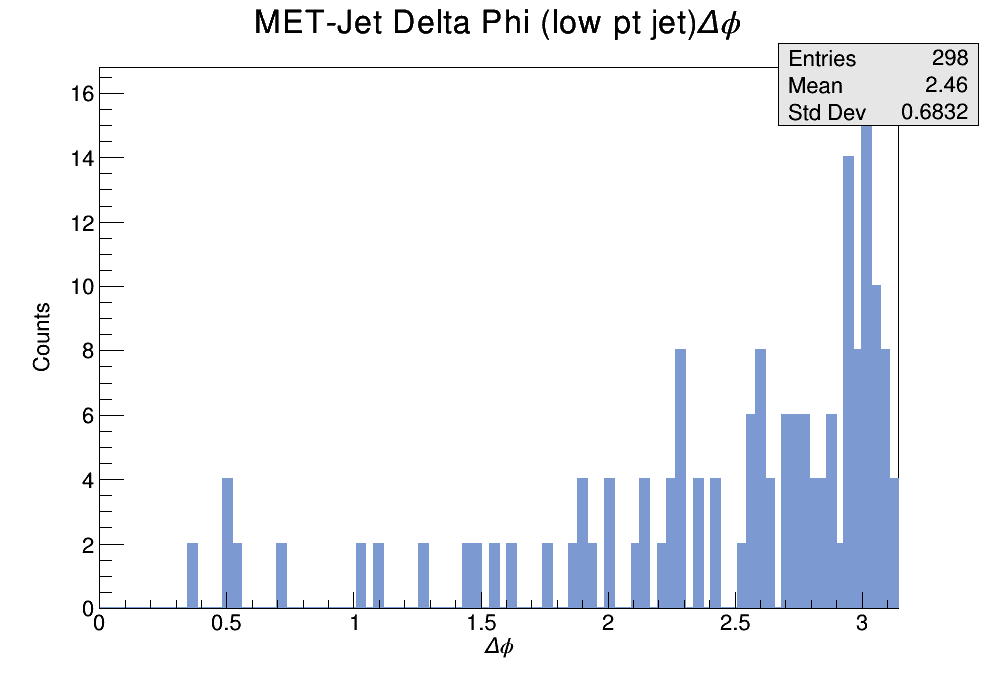 MET-Jet Delta Phi (low pt jet)Δϕ
Entries 298
Mean 2.46
Std Dev 0.6832
16
14
12
10
8
6
4
2
0
Counts
0 0.5 1 1.5 2 2.5 3
Δϕ